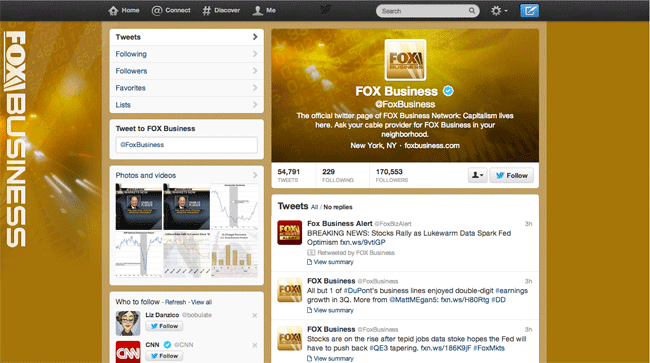 Home
Connect
Discover
Me
Search
FOX BUSINESS
Tweets
Following
Followers
Favorites
Lists
Tweet to FOX Business
@FoxBusiness
Photos and videos
Who to follow · Refresh · View all
Liz Danzico @bobulate
Follow
CNN @CNN
Follow
FOX
BUSINESS
FOX Business
@FoxBusiness
The official twitter page of FOX Business Network: Capitalism lives
here. Ask your cable provider for FOX Business in your
neighborhood.
New York, NY · foxbusiness.com
54,791
TWEETS
229
FOLLOWING
170,553
FOLLOWERS
Follow
Tweets All / No replies
Fox Business Alert @FoxBizAlert 3h
BREAKING NEWS: Stocks Rally as Lukewarm Data Spark Fed
Optimism fxn.ws/9vtiGP
Retweeted by FOX Business
View summary
FOX Business @FoxBusiness 3h
All but 1 of #DuPont's business lines enjoyed double-digit #earnings
growth in 3Q. More from @MattMEgan5: fxn.ws/H80Rtg #DD
View summary
FOX Business @FoxBusiness 3h
Stocks are on the rise after tepid jobs data stoke hopes the Fed will
have to push back #QE3 tapering. fxn.ws/186K9jF #FoxMkts
View summary